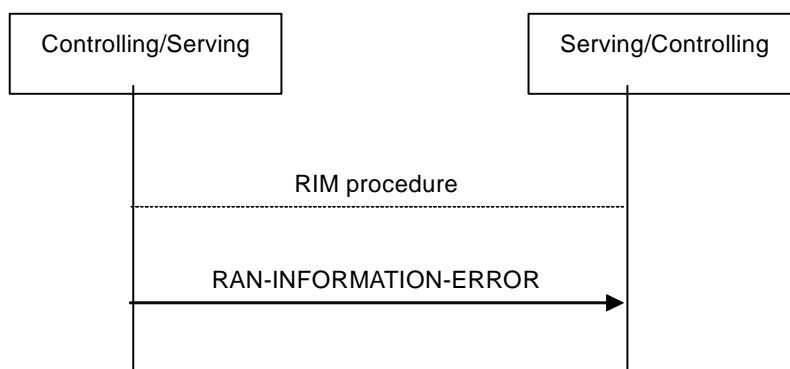 Controlling/Serving
Serving/Controlling
RIM procedure
RAN-INFORMATION-ERROR